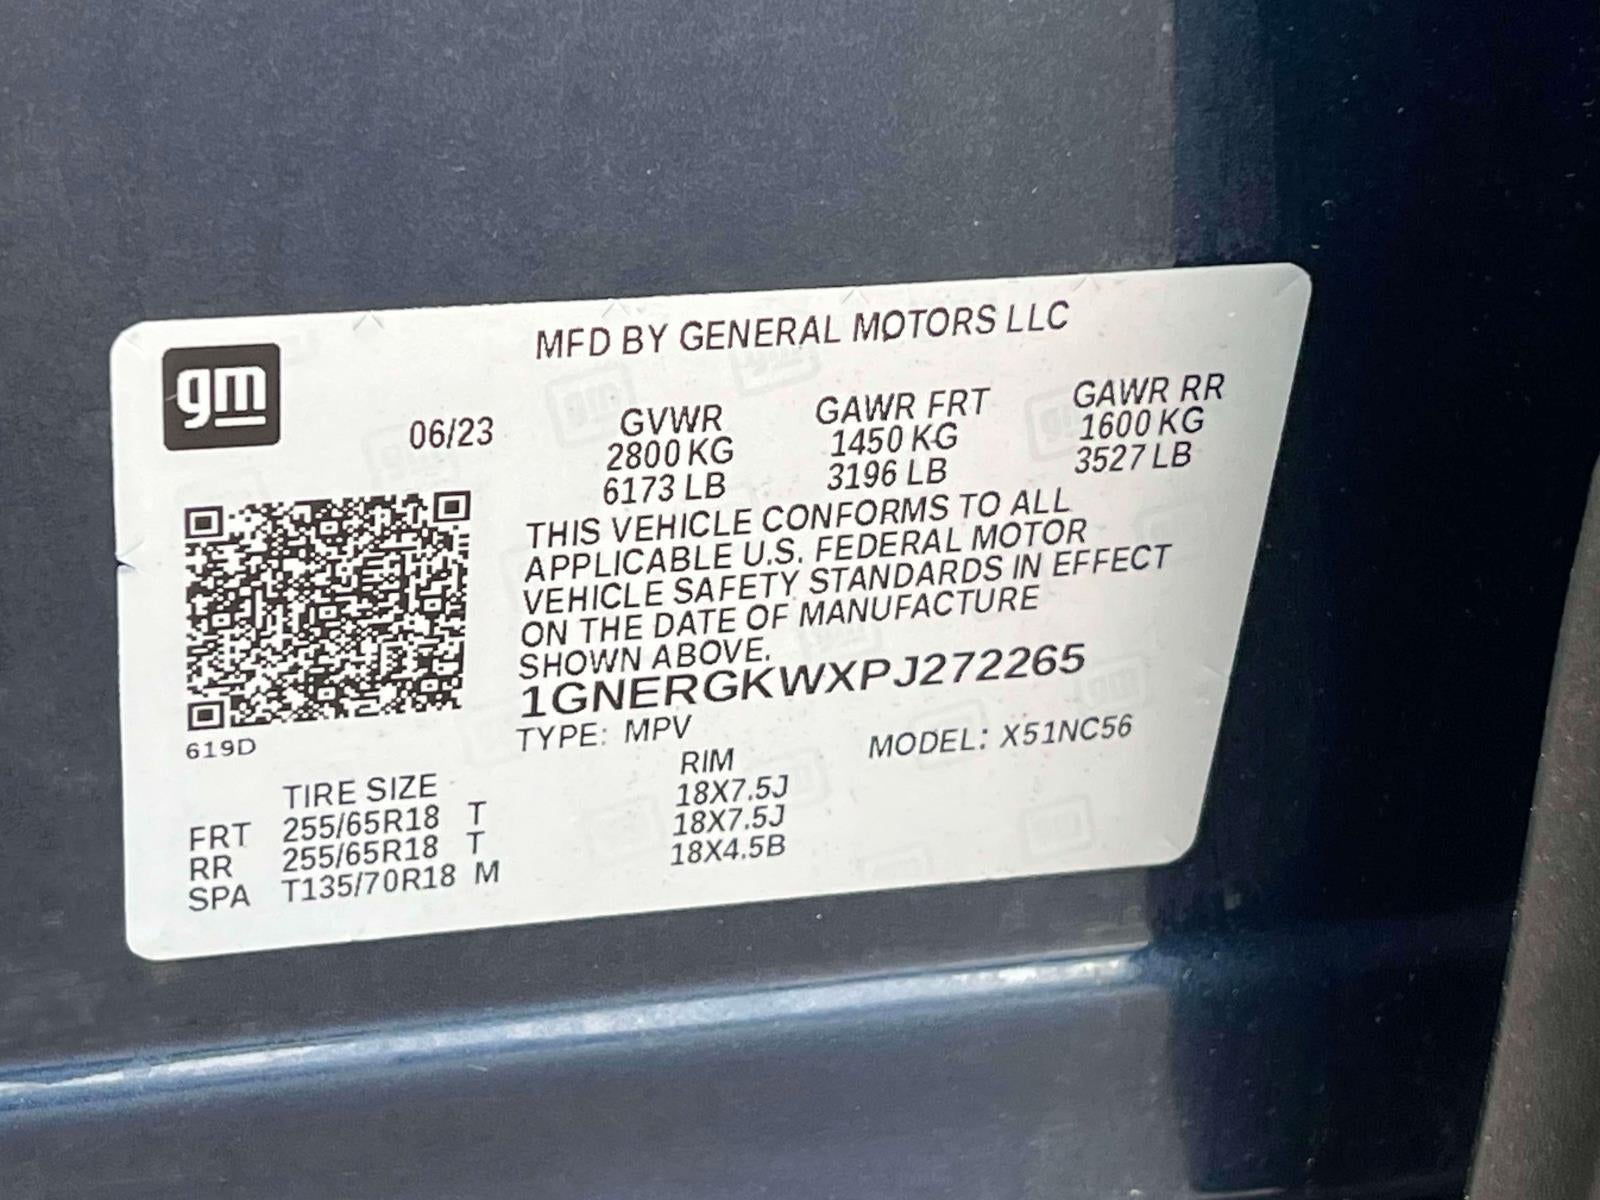 MFD BY GENERAL MOTORS LLC
gm
06/23
GVWR GAWR FRT GAWR RR
2800 KG 1450 KG 1600 KG
6173 LB 3196 LB 3527 LB
THIS VEHICLE CONFORMS TO ALL
APPLICABLE U.S. FEDERAL MOTOR
VEHICLE SAFETY STANDARDS IN EFFECT
ON THE DATE OF MANUFACTURE
SHOWN ABOVE.
1GNERGKWXPJ272265
619D
TYPE: MPV MODEL: X51NC56
TIRE SIZE RIM
FRT 255/65R18 T 18X7.5J
RR 255/65R18 T 18X7.5J
SPA T135/70R18 M 18X4.5B